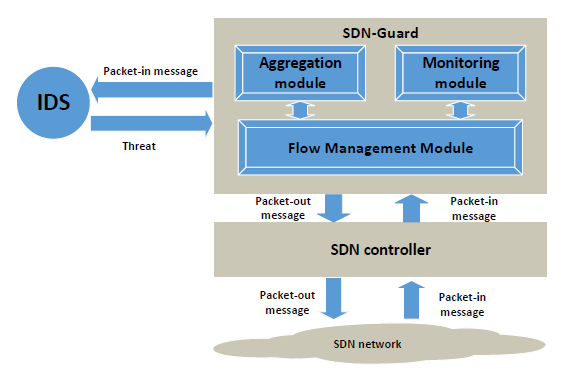 SDN-Guard
Aggregation
module
Monitoring
module
Packet-in message
IDS
Threat
Flow Management Module
Packet-out
message
Packet-in
message
SDN controller
Packet-out
message
Packet-in
message
SDN network